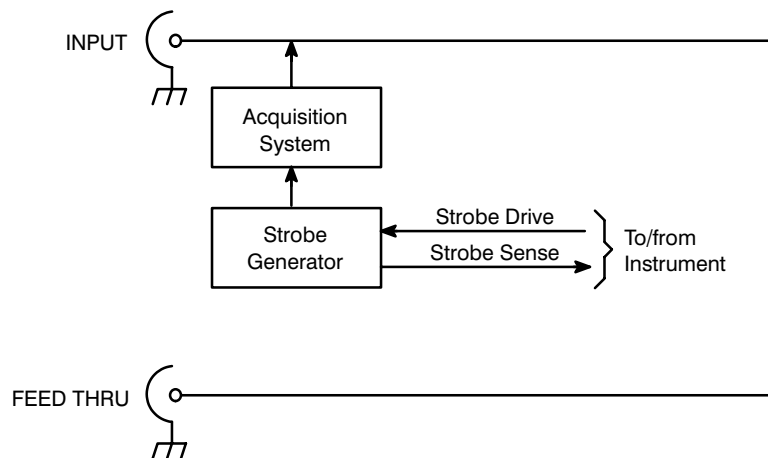 INPUT
Acquisition
System
Strobe
Generator
Strobe Drive
Strobe Sense
To/from
Instrument
FEED THRU